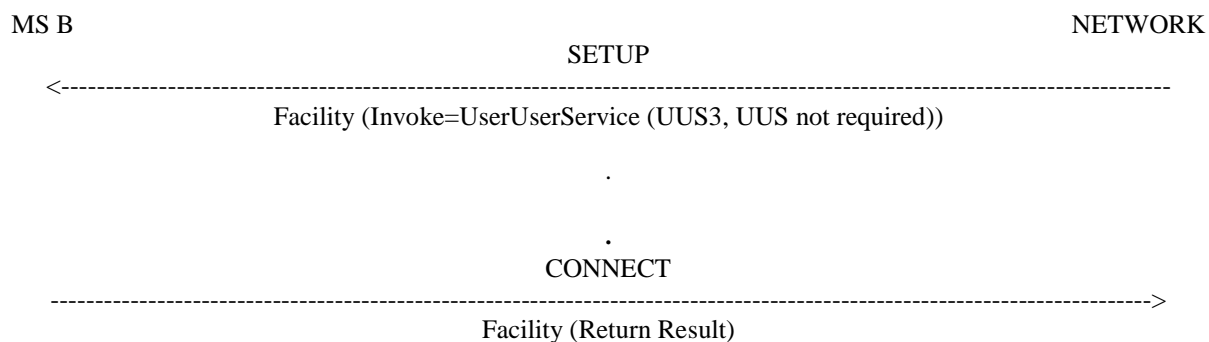 MS B NETWORK
SETUP
<------------------------------------------------------------------------------------------------------------------------------
Facility (Invoke=UserUserService (UUS3, UUS not required))
.
.
CONNECT
------------------------------------------------------------------------------------------------------------------------------>
Facility (Return Result)